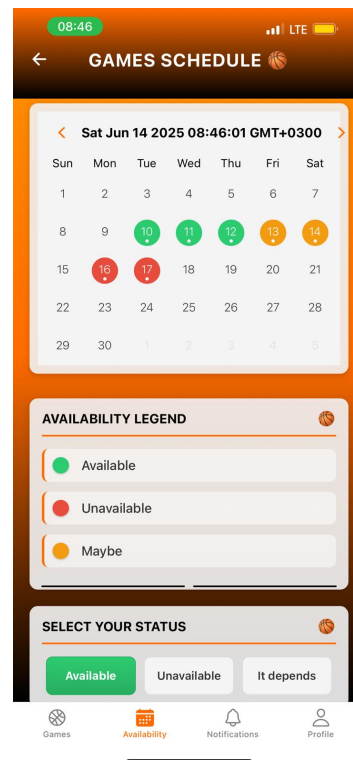 08:46 LTE
GAMES SCHEDULE 🏀
Sat Jun 14 2025 08:46:01 GMT+0300
Sun Mon Tue Wed Thu Fri Sat
1 2 3 4 5 6 7
8 9 10 11 12 13 14
15 16 17 18 19 20 21
22 23 24 25 26 27 28
29 30 1 2 3 4 5
AVAILABILITY LEGEND 🏀
Available
Unavailable
Maybe
SELECT YOUR STATUS 🏀
Available Unavailable It depends
Games Availability Notifications Profile